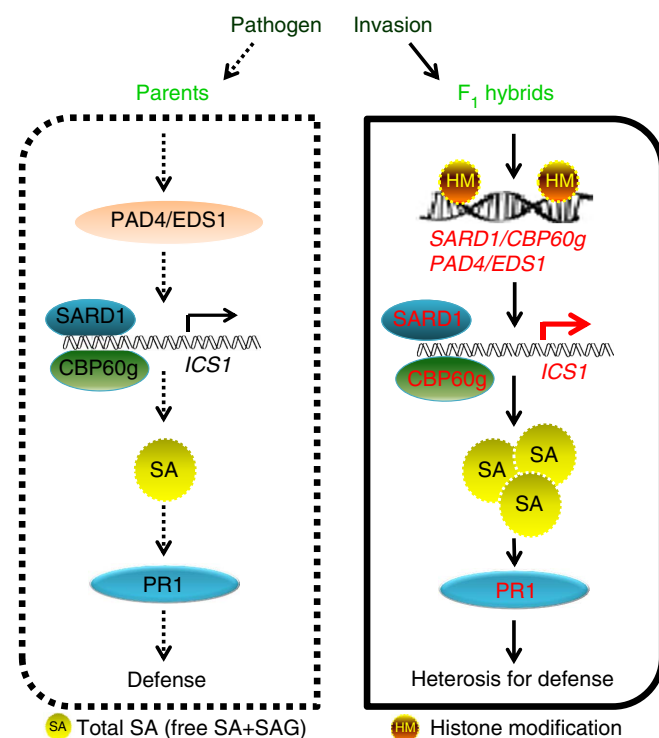 Pathogen Invasion
Parents
PAD4/EDS1
SARD1
CBP60g
ICS1
SA
PR1
Defense
SA Total SA (free SA+SAG)
F1 hybrids
HM HM
SARD1/CBP60g
PAD4/EDS1
SARD1
CBP60g
ICS1
SA
SA
SA
PR1
Heterosis for defense
HM Histone modification